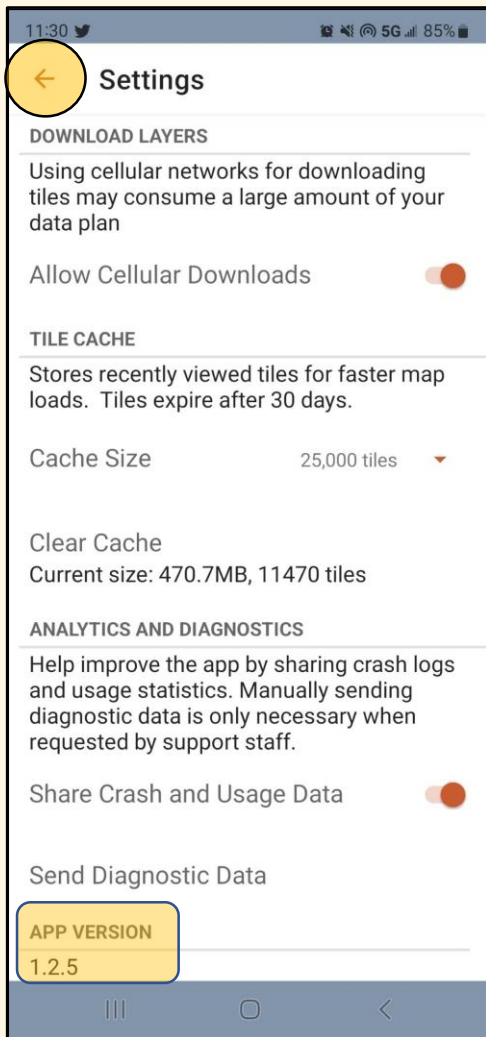 11:30 5G 85%
Settings
DOWNLOAD LAYERS
Using cellular networks for downloading
tiles may consume a large amount of your
data plan
Allow Cellular Downloads
TILE CACHE
Stores recently viewed tiles for faster map
loads.  Tiles expire after 30 days.
Cache Size 25,000 tiles
Clear Cache
Current size: 470.7MB, 11470 tiles
ANALYTICS AND DIAGNOSTICS
Help improve the app by sharing crash logs
and usage statistics. Manually sending
diagnostic data is only necessary when
requested by support staff.
Share Crash and Usage Data
Send Diagnostic Data
APP VERSION
1.2.5